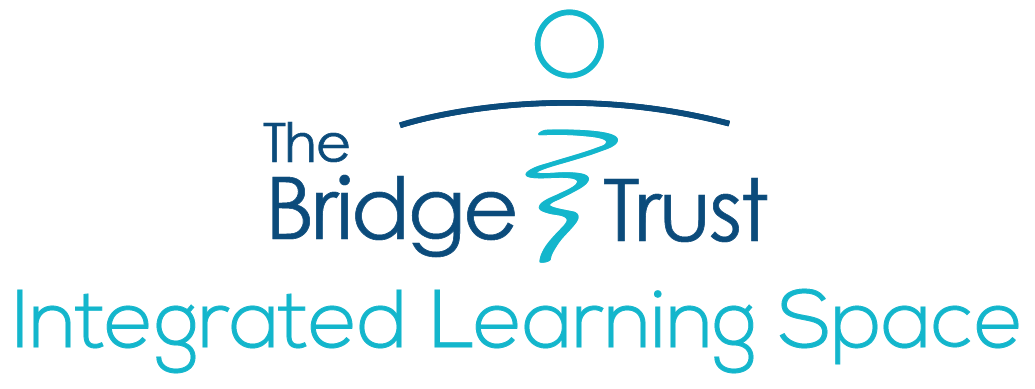 The
Bridge Trust
Integrated Learning Space